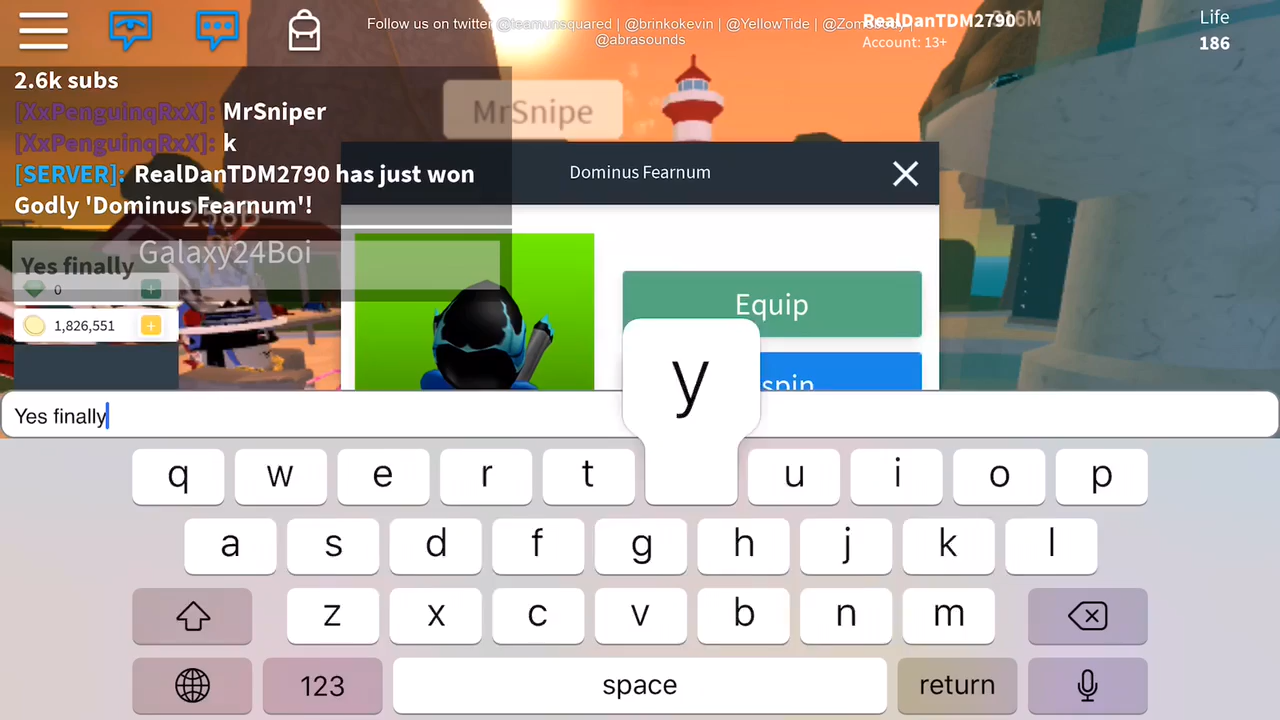 Follow us on twitter @teamunsquared | @brinkokevin | @YellowTide | @Zom
@abrasounds
RealDanTDM2790
Account: 13+
Life
186
2.6k subs
[XxPenguinqRxX]: MrSniper
[XxPenguinqRxX]: k
[SERVER]: RealDanTDM2790 has just won
Godly 'Dominus Fearnum'!
MrSnipe
Galaxy24Boi
Yes finally
0
1,826,551
Dominus Fearnum
Equip
spin
Yes finally
y
q w e r t u i o p
a s d f g h j k l
z x c v b n m
123 space return